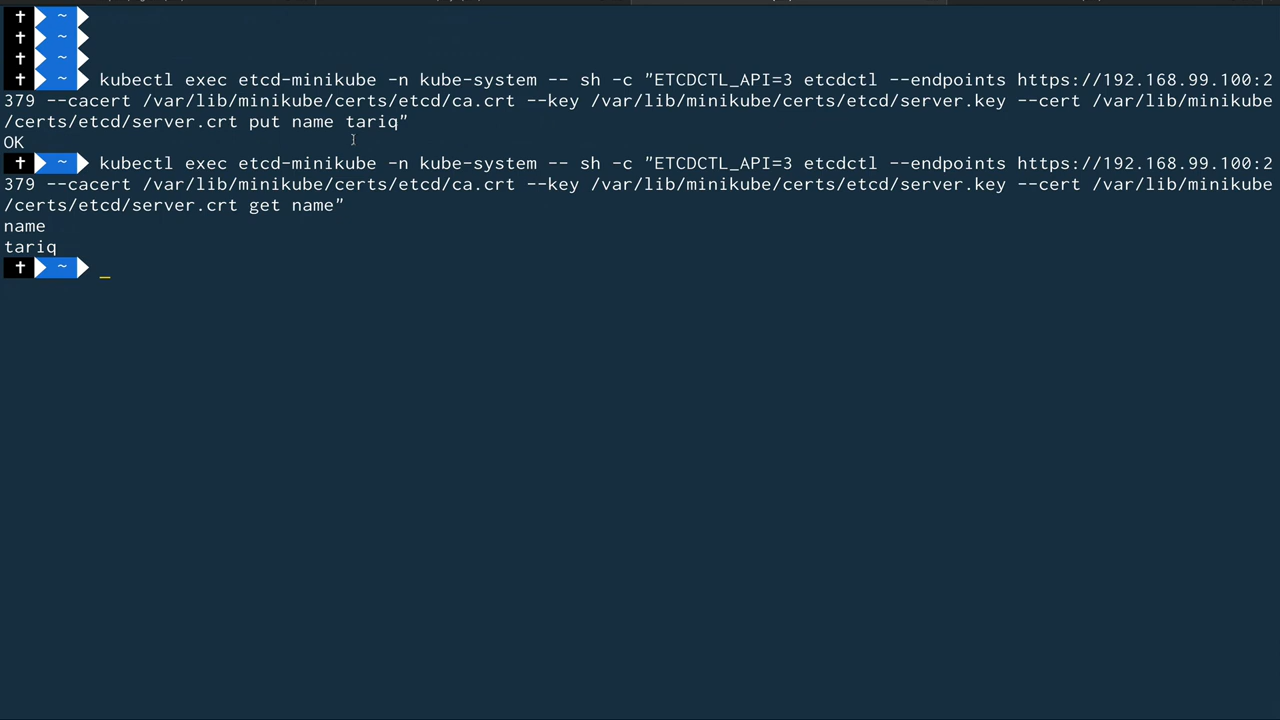 ✝ ~
✝ ~
✝ ~
✝ ~ kubectl exec etcd-minikube -n kube-system -- sh -c "ETCDCTL_API=3 etcdctl --endpoints https://192.168.99.100:2
379 --cacert /var/lib/minikube/certs/etcd/ca.crt --key /var/lib/minikube/certs/etcd/server.key --cert /var/lib/minikube
/certs/etcd/server.crt put name tariq"
OK
✝ ~ kubectl exec etcd-minikube -n kube-system -- sh -c "ETCDCTL_API=3 etcdctl --endpoints https://192.168.99.100:2
379 --cacert /var/lib/minikube/certs/etcd/ca.crt --key /var/lib/minikube/certs/etcd/server.key --cert /var/lib/minikube
/certs/etcd/server.crt get name"
name
tariq
✝ ~ _